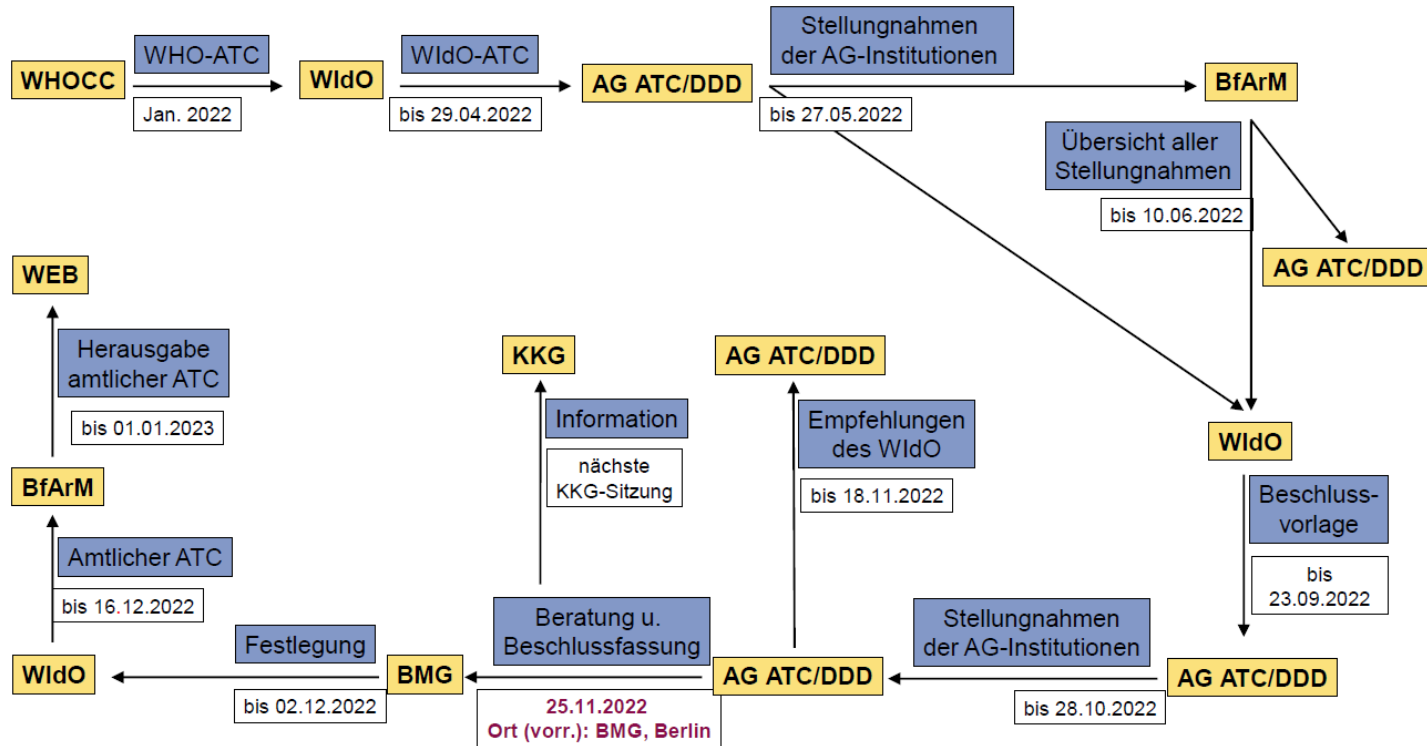 WHOCC
WHO-ATC
Jan. 2022
WIdO
WIdO-ATC
bis 29.04.2022
AG ATC/DDD
Stellungnahmen
der AG-Institutionen
bis 27.05.2022
BfArM
Übersicht aller
Stellungnahmen
bis 10.06.2022
AG ATC/DDD
WIdO
Beschluss-
vorlage
bis
23.09.2022
AG ATC/DDD
Stellungnahmen
der AG-Institutionen
bis 28.10.2022
AG ATC/DDD
Empfehlungen
des WIdO
bis 18.11.2022
AG ATC/DDD
Beratung u.
Beschlussfassung
25.11.2022
Ort (vorr.): BMG, Berlin
KKG
Information
nächste
KKG-Sitzung
BMG
Festlegung
bis 02.12.2022
WIdO
Amtlicher ATC
bis 16.12.2022
BfArM
Herausgabe
amtlicher ATC
bis 01.01.2023
WEB